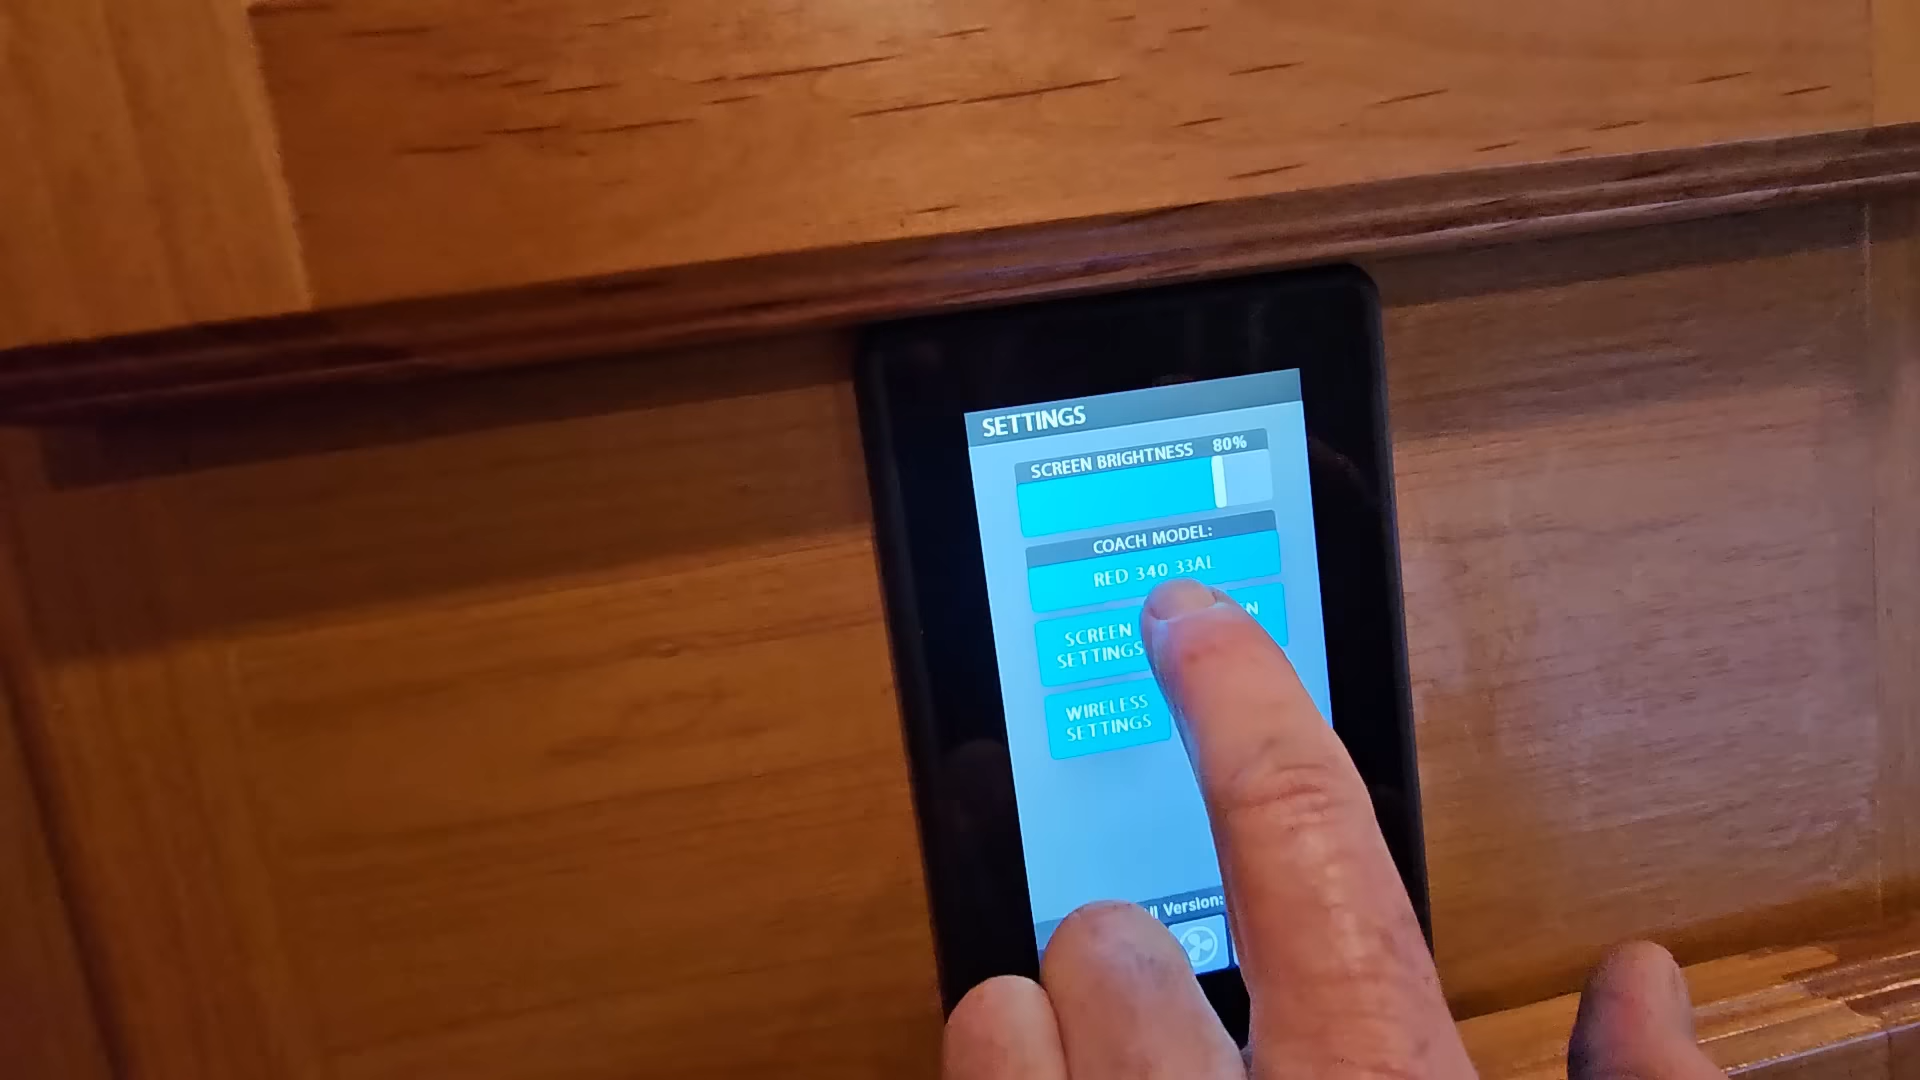 SETTINGS
SCREEN BRIGHTNESS 80%
COACH MODEL:
RED 340 33AL
SCREEN
SETTINGS
WIRELESS
SETTINGS
Version: